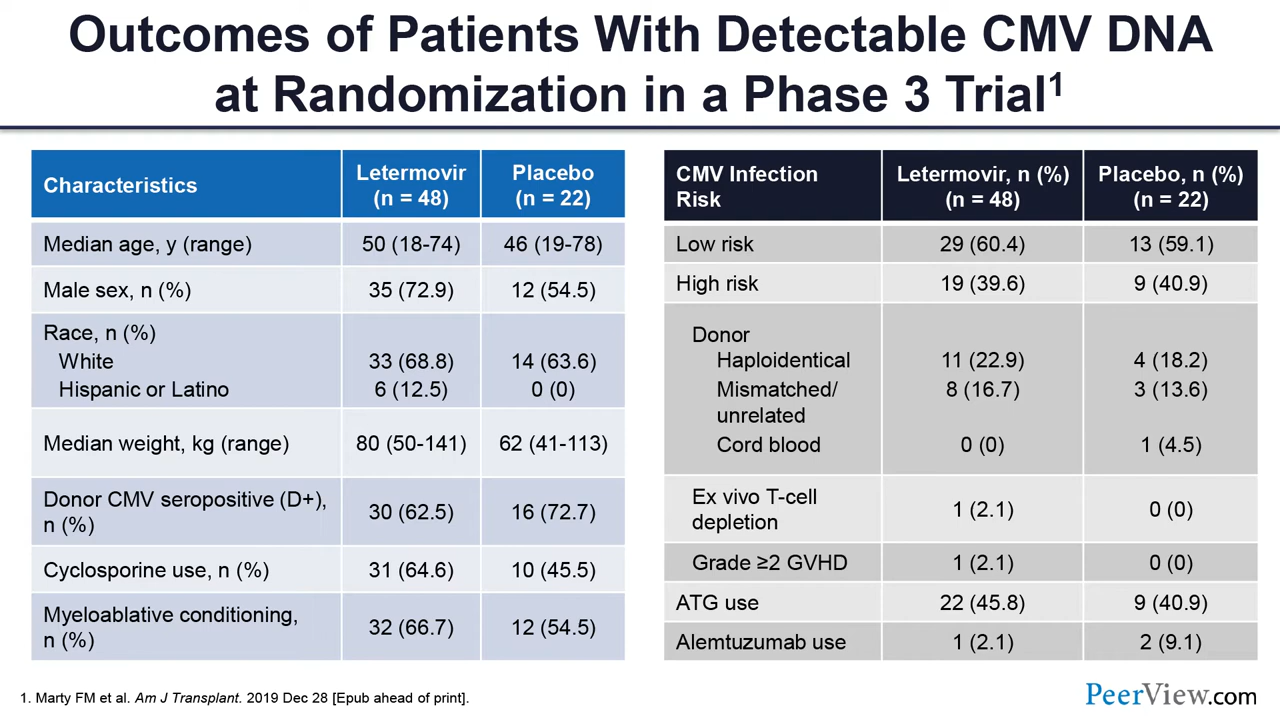 Outcomes of Patients With Detectable CMV DNA
at Randomization in a Phase 3 Trial1
Characteristics Letermovir (n = 48) Placebo (n = 22)
Median age, y (range) 50 (18-74) 46 (19-78)
Male sex, n (%) 35 (72.9) 12 (54.5)
Race, n (%)
White 33 (68.8) 14 (63.6)
Hispanic or Latino 6 (12.5) 0 (0)
Median weight, kg (range) 80 (50-141) 62 (41-113)
Donor CMV seropositive (D+), n (%) 30 (62.5) 16 (72.7)
Cyclosporine use, n (%) 31 (64.6) 10 (45.5)
Myeloablative conditioning, n (%) 32 (66.7) 12 (54.5)
CMV Infection Risk Letermovir, n (%) (n = 48) Placebo, n (%) (n = 22)
Low risk 29 (60.4) 13 (59.1)
High risk 19 (39.6) 9 (40.9)
Donor
Haploidentical 11 (22.9) 4 (18.2)
Mismatched/ unrelated 8 (16.7) 3 (13.6)
Cord blood 0 (0) 1 (4.5)
Ex vivo T-cell depletion 1 (2.1) 0 (0)
Grade ≥2 GVHD 1 (2.1) 0 (0)
ATG use 22 (45.8) 9 (40.9)
Alemtuzumab use 1 (2.1) 2 (9.1)
1. Marty FM et al. Am J Transplant. 2019 Dec 28 [Epub ahead of print].
PeerView.com